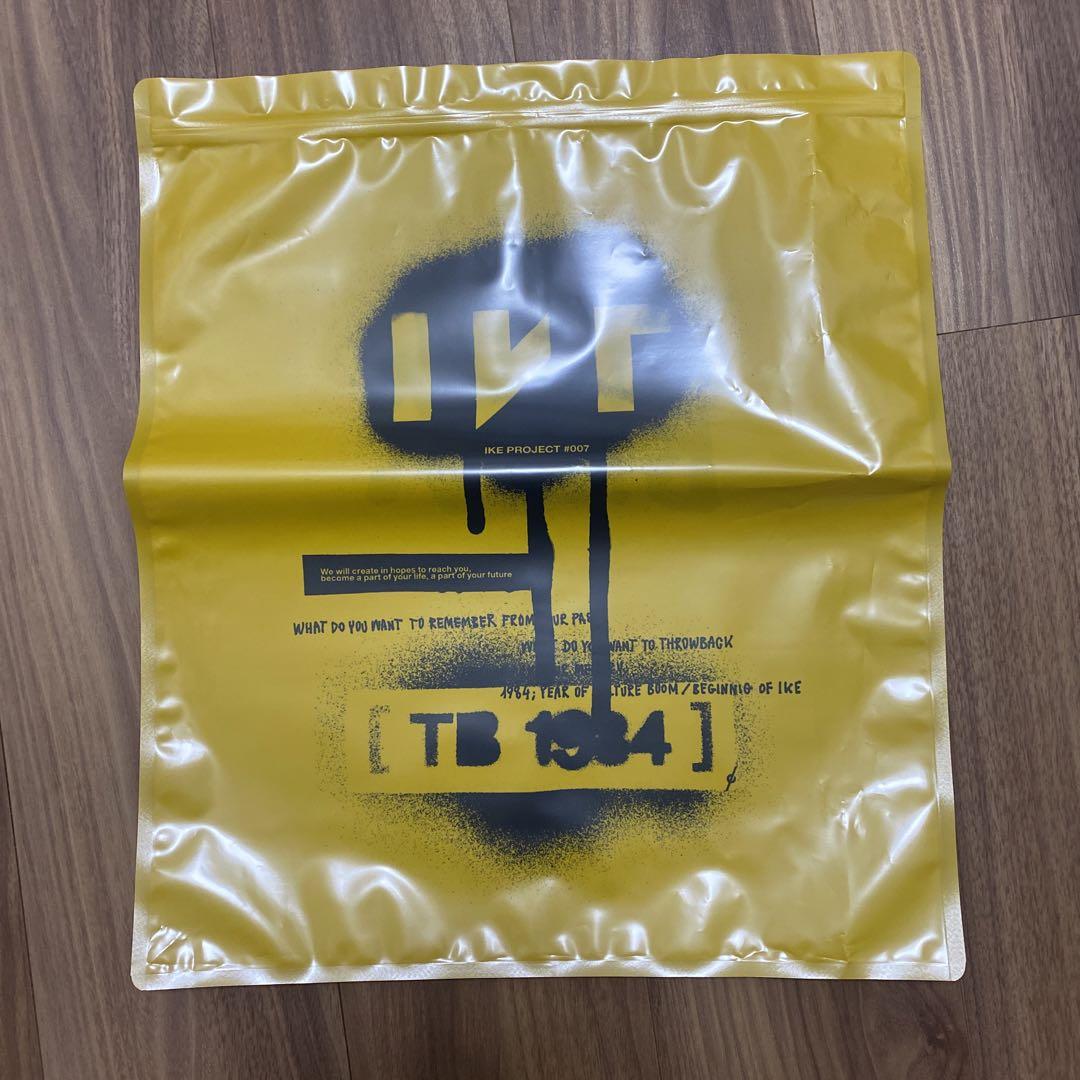 IKE PROJECT #007
We will create in hopes to reach you,
become a part of your life, a part of your future
WHAT DO YOU WANT TO REMEMBER FROM
DO WANT TO THROWBACK
1984; YEAR OF BOOM / BEGINNIG OF IKE
[ TB 1984 ]